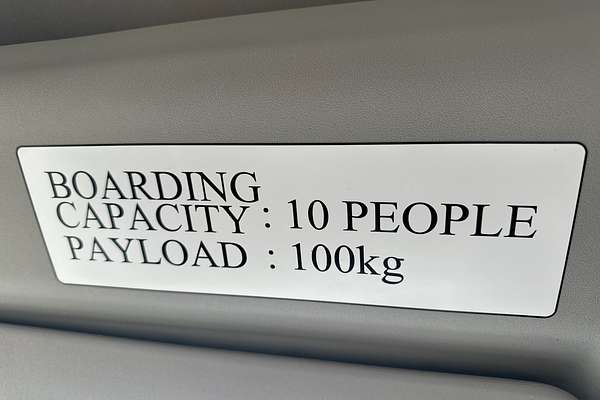 BOARDING
CAPACITY : 10 PEOPLE
PAYLOAD : 100kg